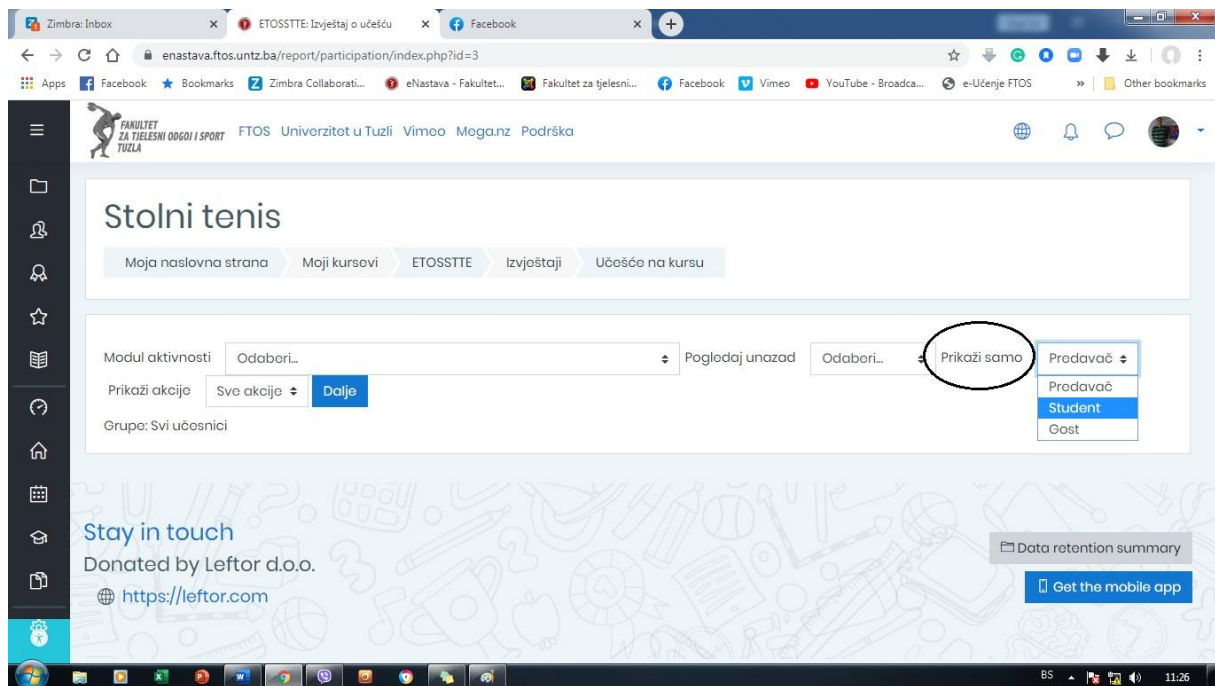 Zimbra: Inbox
ETOSSTTE: Izvještaj o učešću
Facebook
enastava.ftos.untz.ba/report/participation/index.php?id=3
Apps Facebook Bookmarks Zimbra Collaborati... eNastava - Fakultet... Fakultet za tjelesni... Facebook Vimeo YouTube - Broadca... e-Učenje FTOS » Other bookmarks
FAKULTET
ZA TJELESNI ODGOJ I SPORT
TUZLA
FTOS Univerzitet u Tuzli Vimeo Mega.nz Podrška
Stolni tenis
Moja naslovna strana Moji kursevi ETOSSTTE Izvještaji Učešće na kursu
Modul aktivnosti Odaberi... Pogledaj unazad Odaberi... Prikaži samo Predavač
Predavač
Student
Gost
Prikaži akcije Sve akcije Dalje
Grupe: Svi učesnici
Stay in touch
Donated by Leftor d.o.o.
https://leftor.com
Data retention summary
Get the mobile app
BS 11:26